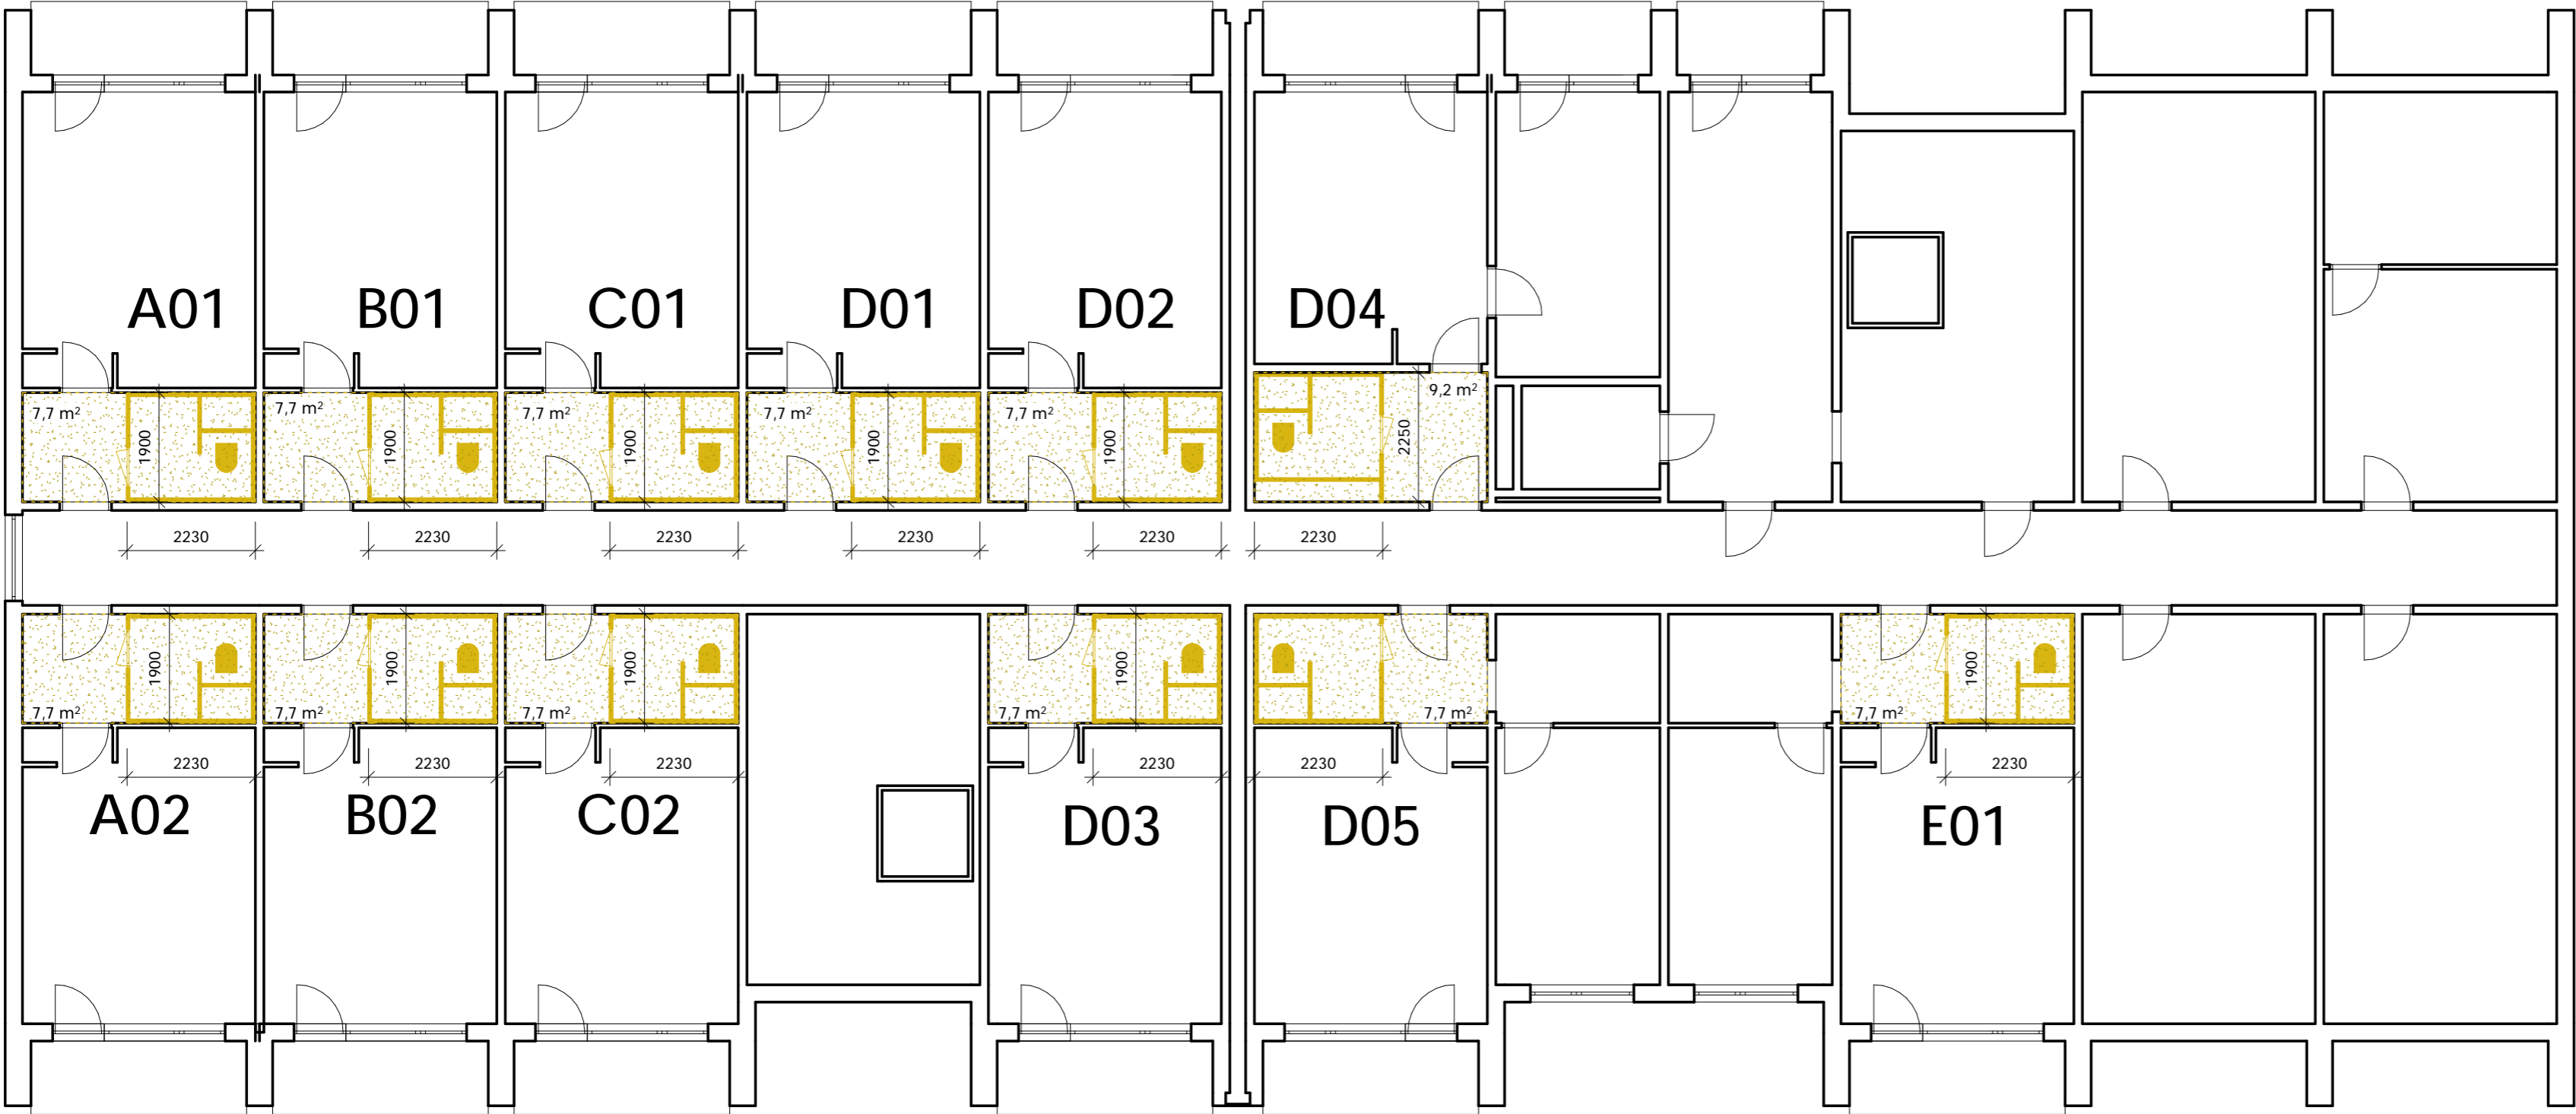 A01 B01 C01 D01 D02 D04
7,7 m² 7,7 m² 7,7 m² 7,7 m² 7,7 m² 9,2 m²
1900 1900 1900 1900 1900 2250
2230 2230 2230 2230 2230 2230
1900 1900 1900 1900 1900
7,7 m² 7,7 m² 7,7 m² 7,7 m² 7,7 m² 7,7 m²
2230 2230 2230 2230 2230 2230
A02 B02 C02 D03 D05 E01